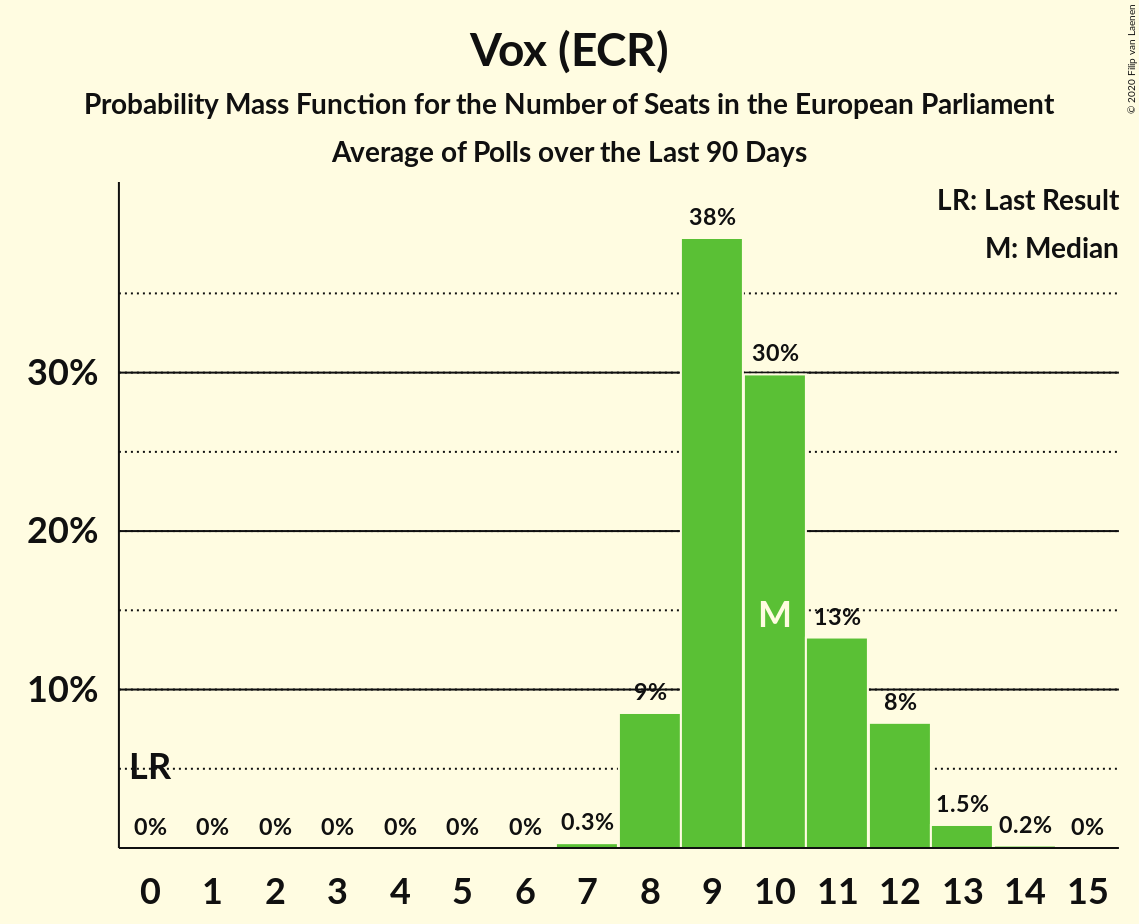 Vox (ECR)
Probability Mass Function for the Number of Seats in the European Parliament
Average of Polls over the Last 90 Days
© 2020 Filip van Laenen
LR: Last Result
M: Median
38%
30%
30%
20%
M
13%
10%
9%
8%
LR
1.5%
0% 0% 0% 0% 0% 0% 0% 0.3% 0.2% 0%
0 1 2 3 4 5 6 7 8 9 10 11 12 13 14 15